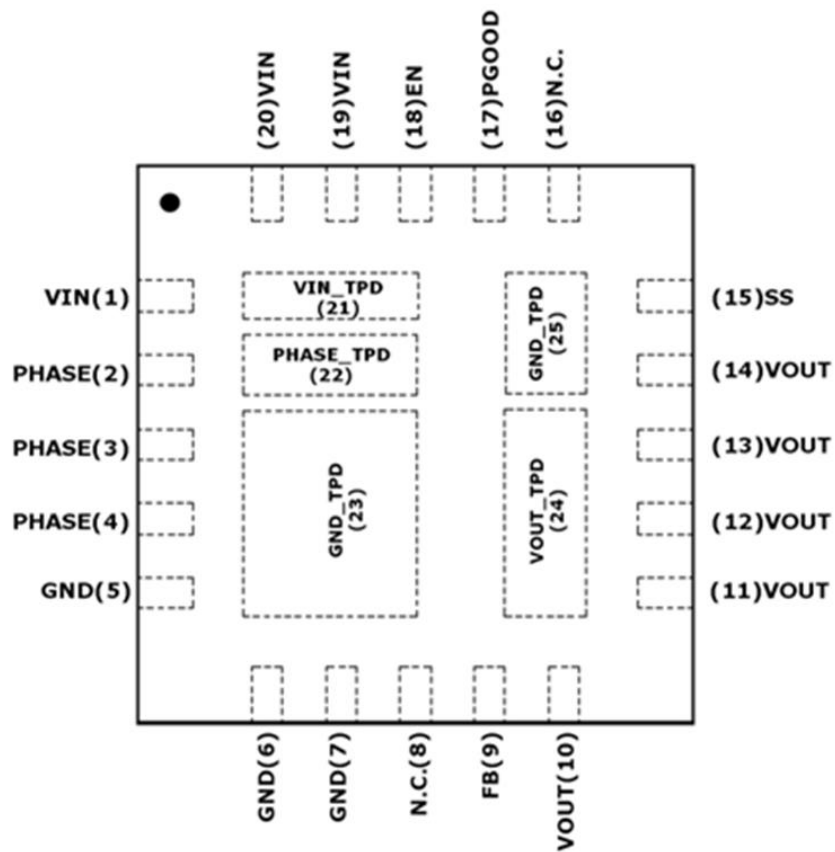 (20)VIN
(19)VIN
(18)EN
(17)PGOOD
(16)N.C.
VIN(1)
PHASE(2)
PHASE(3)
PHASE(4)
GND(5)
VIN_TPD
(21)
PHASE_TPD
(22)
GND_TPD
(23)
GND_TPD
(25)
VOUT_TPD
(24)
(15)SS
(14)VOUT
(13)VOUT
(12)VOUT
(11)VOUT
GND(6)
GND(7)
N.C.(8)
FB(9)
VOUT(10)